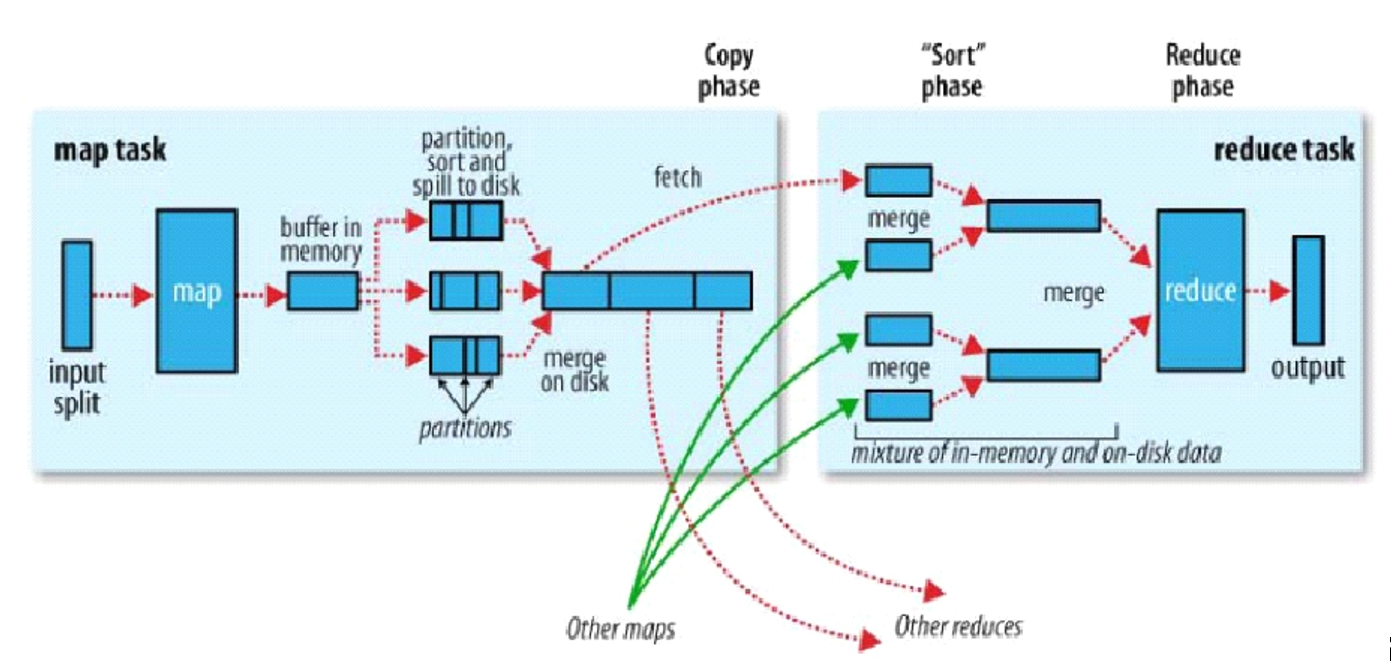 Copy
phase
“Sort”
phase
Reduce
phase
map task
reduce task
partition,
sort and
spill to disk
fetch
buffer in
memory
map
input
split
merge
on disk
partitions
merge
merge
merge
reduce
output
mixture of in-memory and on-disk data
Other maps
Other reduces